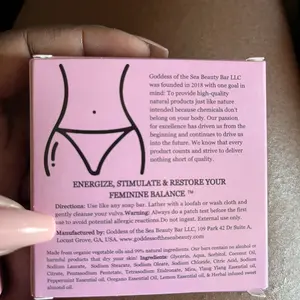 Goddess of the Sea Beauty Bar LLC
was founded in 2018 with one goal in
mind: To provide high-quality
natural products just like nature
intended because chemicals don't
belong on your body. Our passion
for excellence has driven us from the
beginning and continues to drive us
into the future. We know that every
product counts and strive to deliver
nothing short of quality.
ENERGIZE, STIMULATE & RESTORE YOUR
FEMININE BALANCE ™
Directions: Use like any soap bar. Lather with a loofah or wash cloth and
gently cleanse your vulva. Warning: Always do a patch test before the first
use to avoid potential allergic reactions. Do not ingest. External use only.
Manufactured by: Goddess of the Sea Beauty Bar LLC, 106 Park 42 Dr Suite A,
Locust Grove, GA, USA, www.goddessoftheseabeauty.com
Made from organic vegetable oils and 100% natural ingredients. Our bars contain no alcohol or
harmful products that dry your skin! Ingredients: Glycerin, Aqua, Sorbitol, Coconut Oil,
Sodium Laurate, Sodium Stearate, Sodium Oleate, Citric Acid, Sodium Chloride, Citric Acid,
Citrate, Pentasodium Pentetate, Tetrasodium Etidronate, Mica, Ylang Ylang Essential oil,
Peppermint Essential oil, Oregano Essential oil, Lemon Essential oil, & Herbal infused sweet
almond oil.